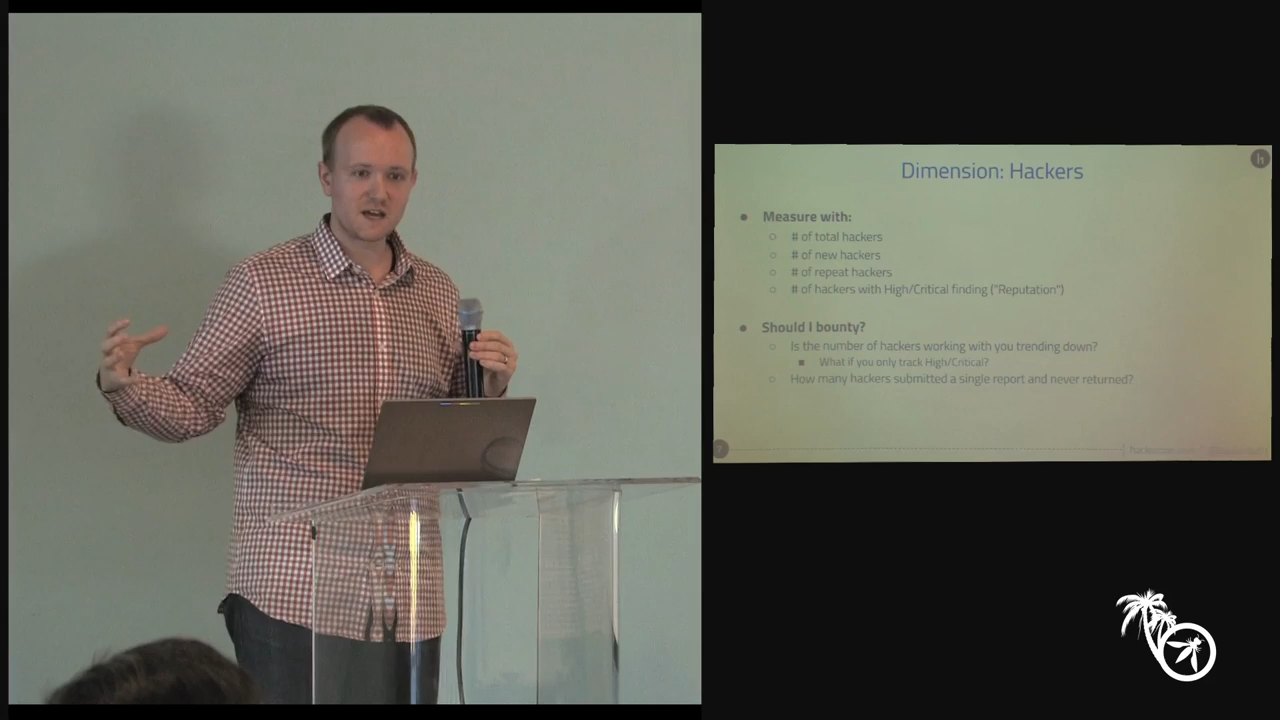 h
Dimension: Hackers
● Measure with:
○ # of total hackers
○ # of new hackers
○ # of repeat hackers
○ # of hackers with High/Critical finding ("Reputation")
● Should I bounty?
○ Is the number of hackers working with you trending down?
■ What if you only track High/Critical?
○ How many hackers submitted a single report and never returned?
7